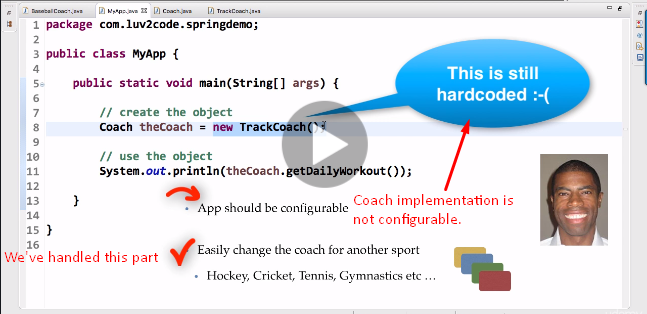 BaseballCoach.java
MyApp.java
Coach.java
TrackCoach.java
1 package com.luv2code.springdemo;
2
3 public class MyApp {
4
5 public static void main(String[] args) {
6
7 // create the object
8 Coach theCoach = new TrackCoach();
9
10 // use the object
11 System.out.println(theCoach.getDailyWorkout());
12
13 }
14
15 }
16
This is still
hardcoded :-(
App should be configurable
Coach implementation is
not configurable.
We've handled this part
Easily change the coach for another sport
Hockey, Cricket, Tennis, Gymnastics etc …